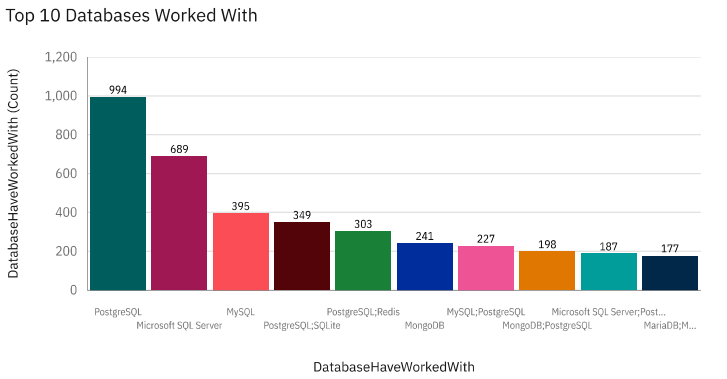 Top 10 Databases Worked With
DatabaseHaveWorkedWith (Count)
1,200
1,000
800
600
400
200
0
994
689
395
349
303
241
227
198
187
177
PostgreSQL
Microsoft SQL Server
MySQL
PostgreSQL;SQLite
PostgreSQL;Redis
MongoDB
MySQL;PostgreSQL
MongoDB;PostgreSQL
Microsoft SQL Server;Post...
MariaDB;M...
DatabaseHaveWorkedWith